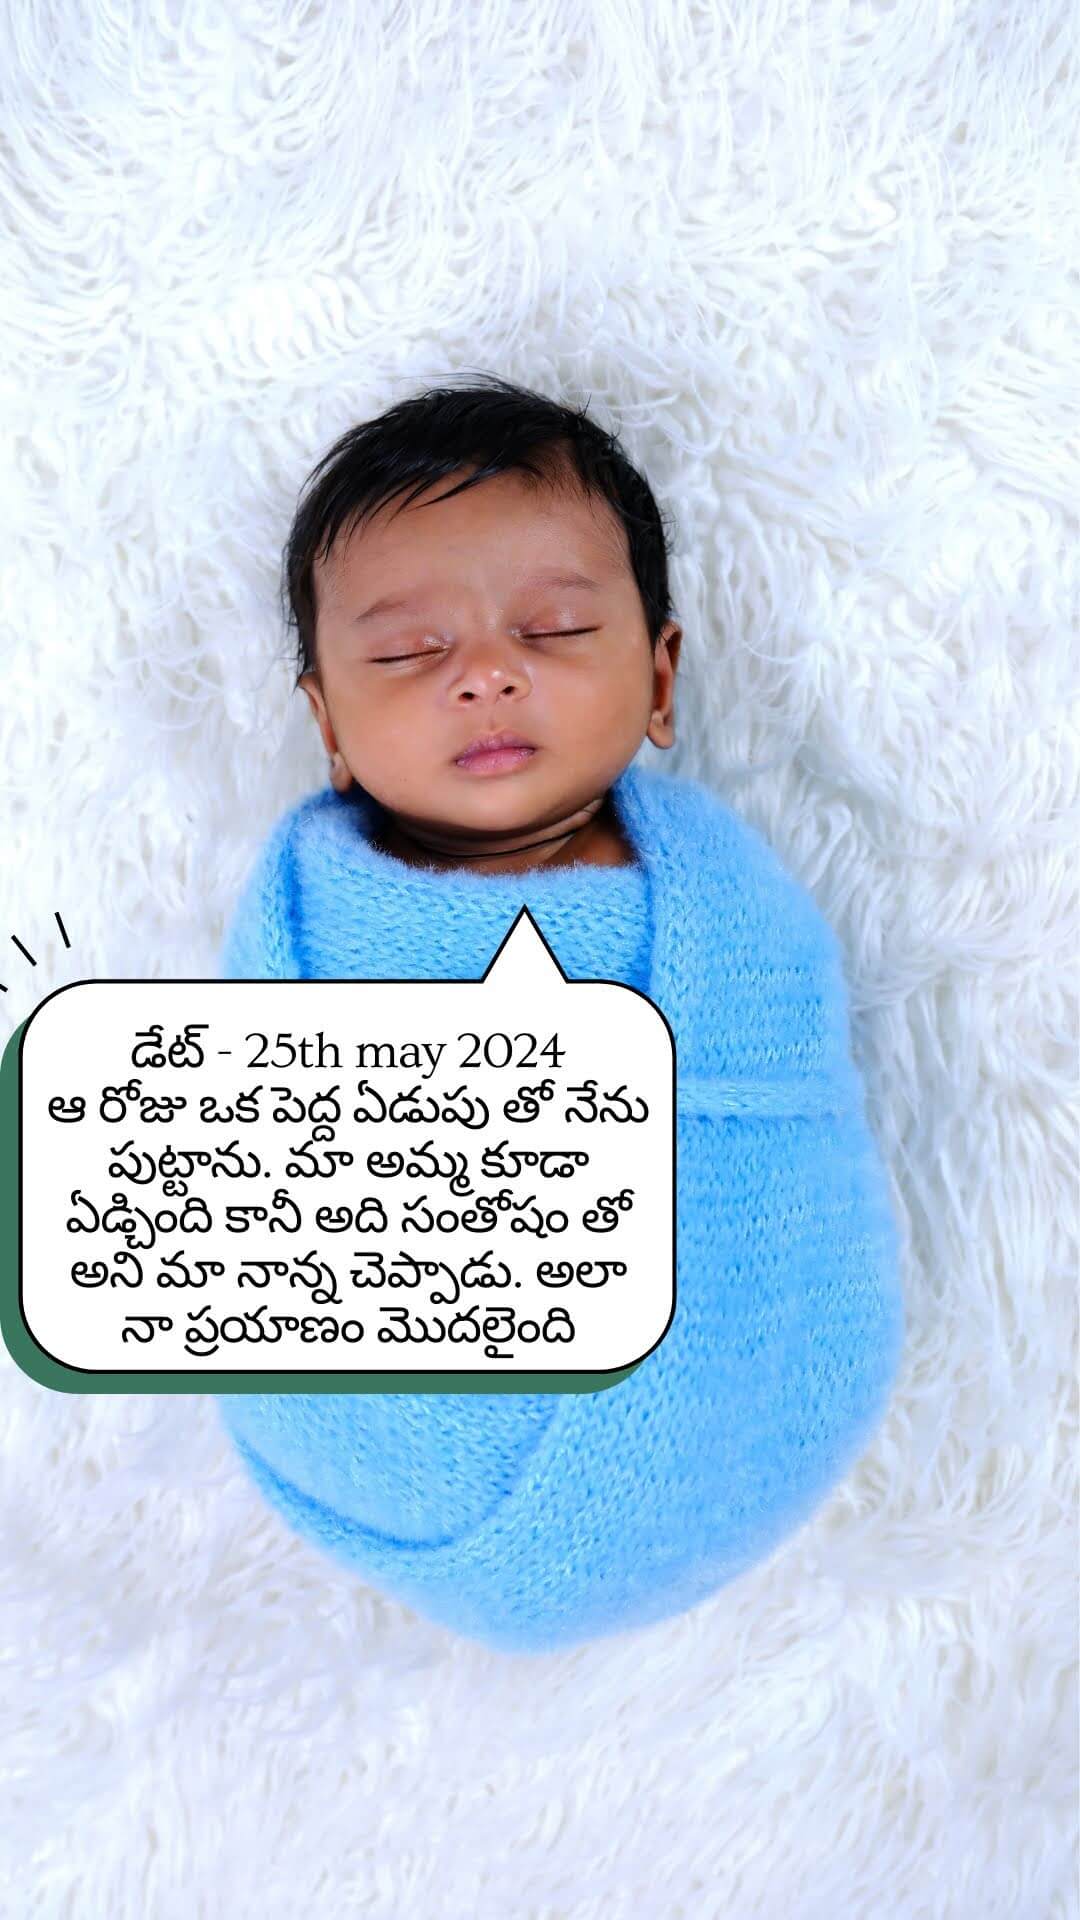 డేట్ - 25th may 2024
ఆ రోజు ఒక పెద్ద ఏడుపు తో నేను
పుట్టాను. మా అమ్మ కూడా
ఏడ్చింది కానీ అది సంతోషం తో
అని మా నాన్న చెప్పాడు. అలా
నా ప్రయాణం మొదలైంది